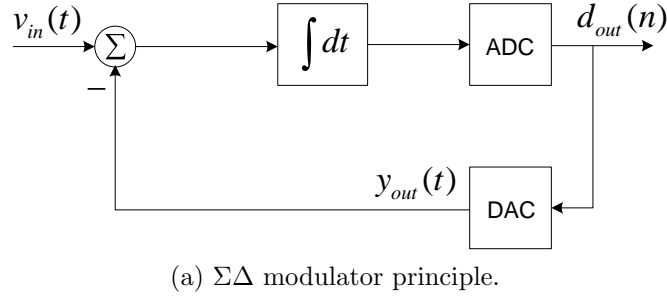 v_in(t)
d_out(n)
Σ
∫dt
ADC
−
y_out(t)
DAC
(a) ΣΔ modulator principle.